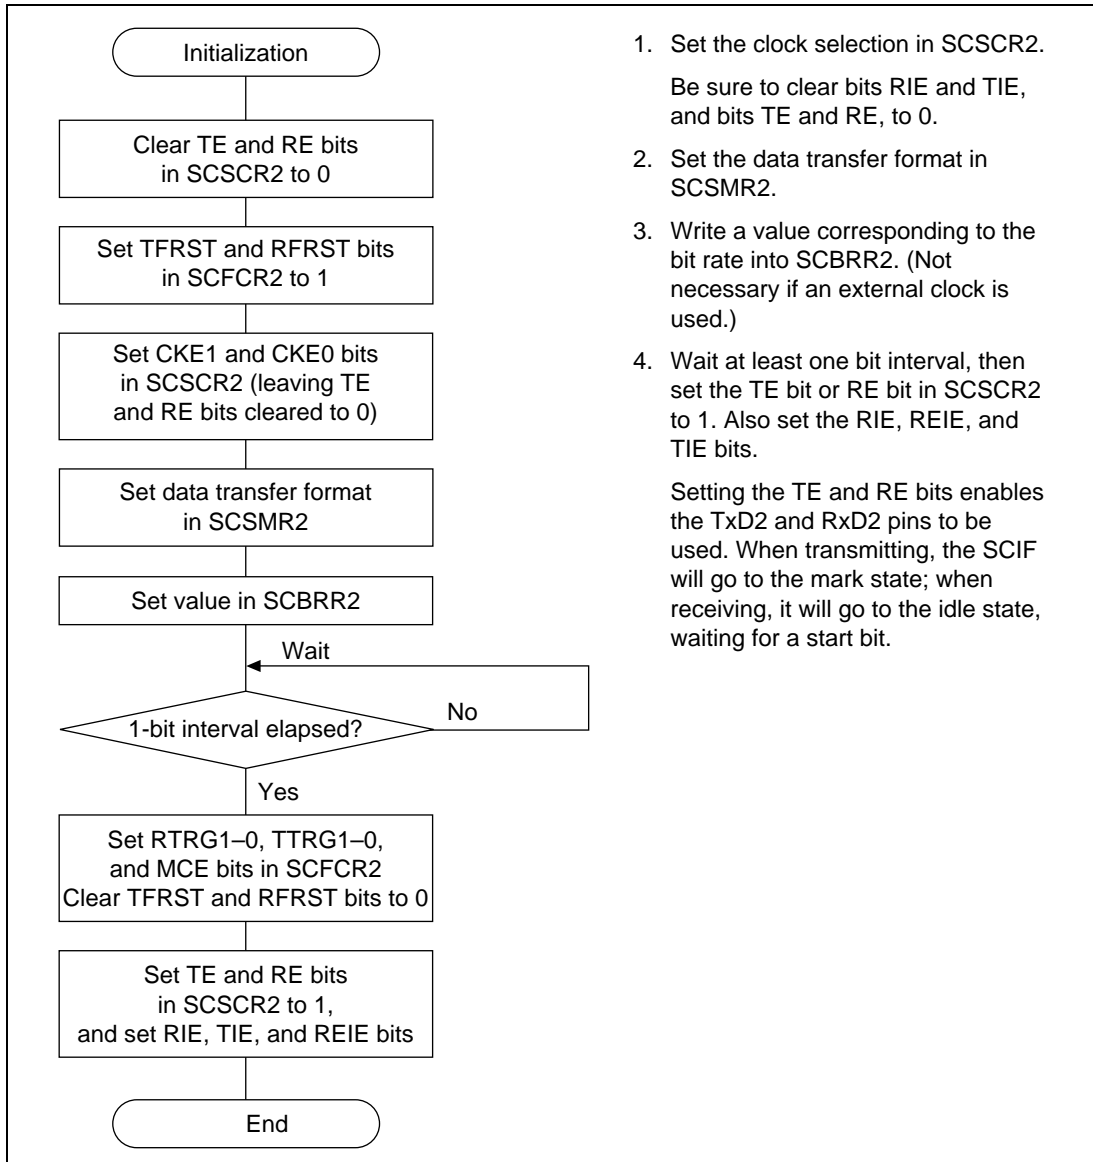 Initialization
Clear TE and RE bits
in SCSCR2 to 0
Set TFRST and RFRST bits
in SCFCR2 to 1
Set CKE1 and CKE0 bits
in SCSCR2 (leaving TE
and RE bits cleared to 0)
Set data transfer format
in SCSMR2
Set value in SCBRR2
Wait
1-bit interval elapsed?
No
Yes
Set RTRG1–0, TTRG1–0,
and MCE bits in SCFCR2
Clear TFRST and RFRST bits to 0
Set TE and RE bits
in SCSCR2 to 1,
and set RIE, TIE, and REIE bits
End
1. Set the clock selection in SCSCR2.
Be sure to clear bits RIE and TIE,
and bits TE and RE, to 0.
2. Set the data transfer format in
SCSMR2.
3. Write a value corresponding to the
bit rate into SCBRR2. (Not
necessary if an external clock is
used.)
4. Wait at least one bit interval, then
set the TE bit or RE bit in SCSCR2
to 1. Also set the RIE, REIE, and
TIE bits.
Setting the TE and RE bits enables
the TxD2 and RxD2 pins to be
used. When transmitting, the SCIF
will go to the mark state; when
receiving, it will go to the idle state,
waiting for a start bit.